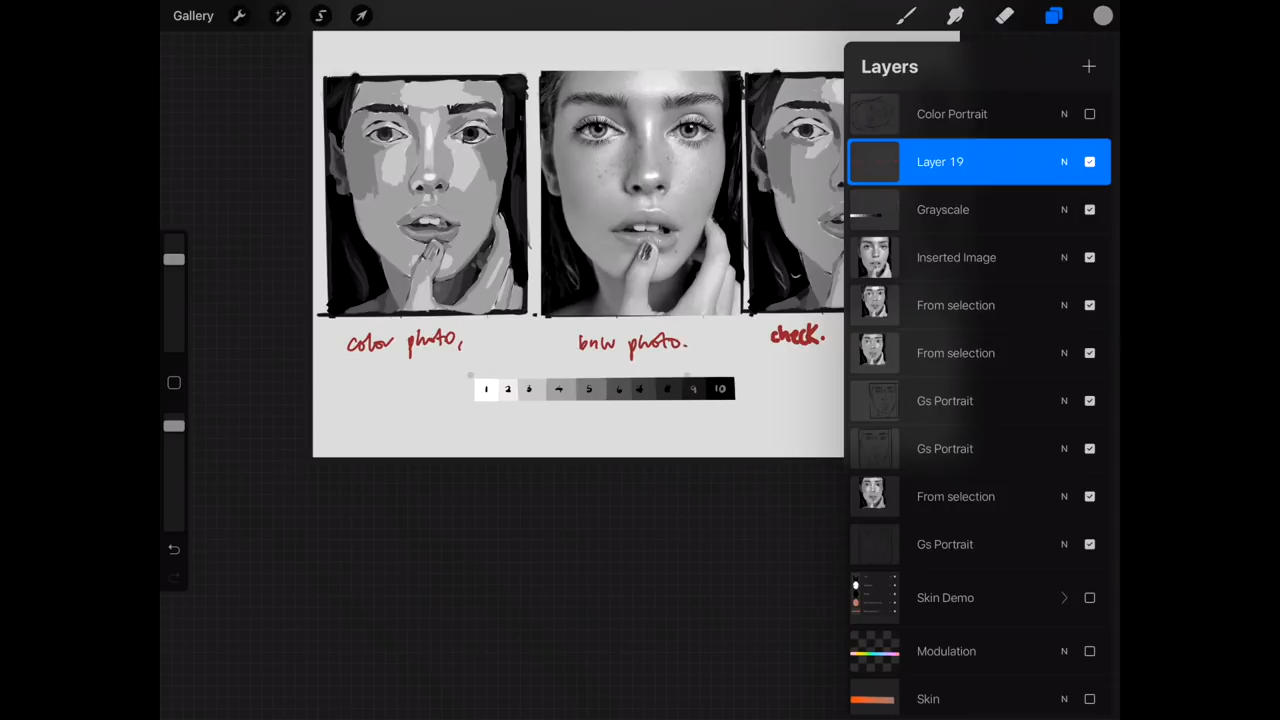 Gallery
Layers
Color Portrait N
Layer 19 N
Grayscale N
Inserted Image N
From selection N
From selection N
Gs Portrait N
Gs Portrait N
From selection N
Gs Portrait N
Skin Demo
Modulation N
Skin N
color photo,
bnw photo.
check.
1 2 3 4 5 6 7 8 9 10